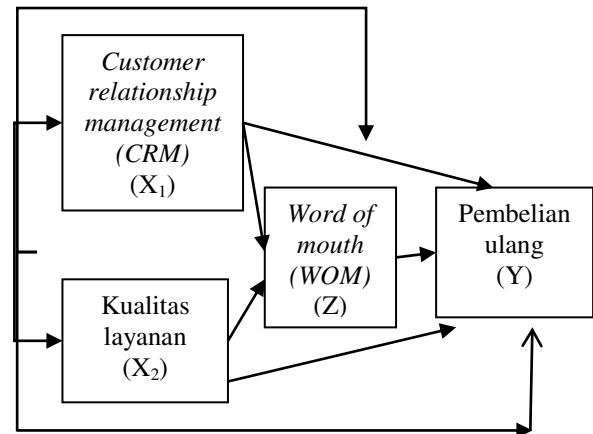 Customer
relationship
management
(CRM)
(X₁)
Word of
mouth
(WOM)
(Z)
Pembelian
ulang
(Y)
Kualitas
layanan
(X₂)